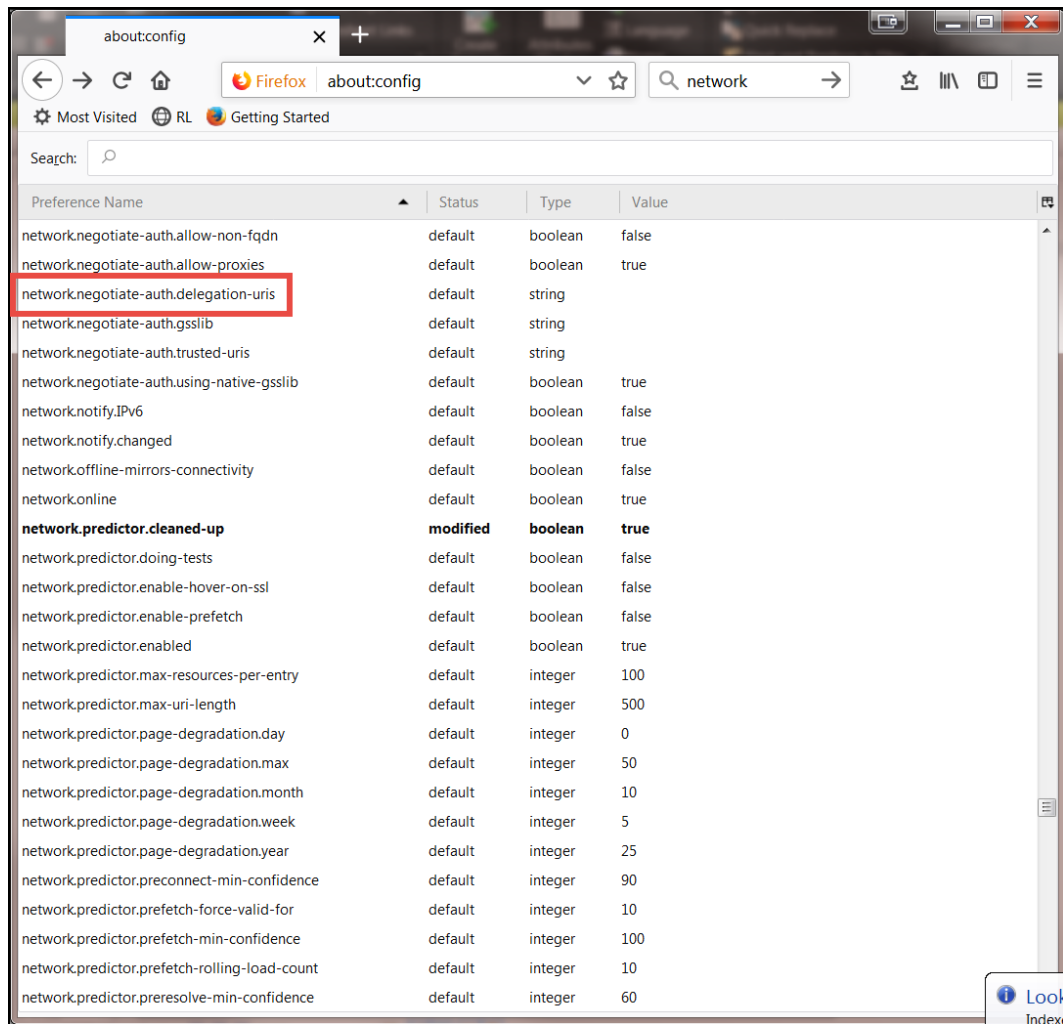 about:config
Links
Create
Attributes
Language
Quick Replace
Firefox about:config network
Most Visited RL Getting Started
Search:
Preference Name Status Type Value
network.negotiate-auth.allow-non-fqdn default boolean false
network.negotiate-auth.allow-proxies default boolean true
network.negotiate-auth.delegation-uris default string
network.negotiate-auth.gsslib default string
network.negotiate-auth.trusted-uris default string
network.negotiate-auth.using-native-gsslib default boolean true
network.notify.IPv6 default boolean false
network.notify.changed default boolean true
network.offline-mirrors-connectivity default boolean false
network.online default boolean true
network.predictor.cleaned-up modified boolean true
network.predictor.doing-tests default boolean false
network.predictor.enable-hover-on-ssl default boolean false
network.predictor.enable-prefetch default boolean false
network.predictor.enabled default boolean true
network.predictor.max-resources-per-entry default integer 100
network.predictor.max-uri-length default integer 500
network.predictor.page-degradation.day default integer 0
network.predictor.page-degradation.max default integer 50
network.predictor.page-degradation.month default integer 10
network.predictor.page-degradation.week default integer 5
network.predictor.page-degradation.year default integer 25
network.predictor.preconnect-min-confidence default integer 90
network.predictor.prefetch-force-valid-for default integer 10
network.predictor.prefetch-min-confidence default integer 100
network.predictor.prefetch-rolling-load-count default integer 10
network.predictor.preresolve-min-confidence default integer 60
Look
Index